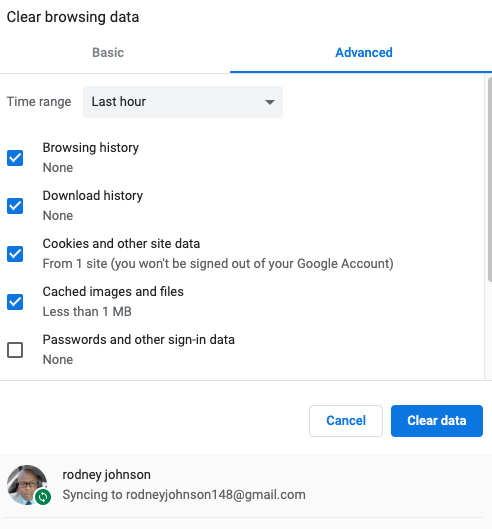 Clear browsing data
Basic
Advanced
Time range
Last hour
Browsing history
None
Download history
None
Cookies and other site data
From 1 site (you won't be signed out of your Google Account)
Cached images and files
Less than 1 MB
Passwords and other sign-in data
None
Cancel
Clear data
rodney johnson
Syncing to rodneyjohnson148@gmail.com